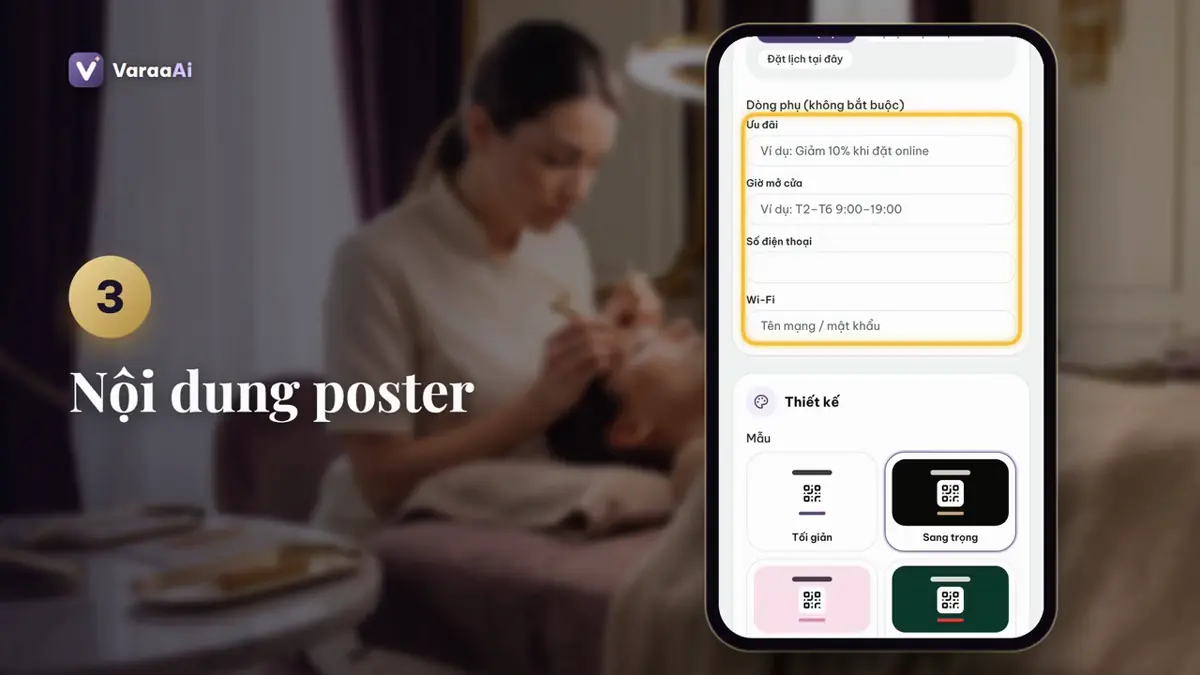 VaraaAi
3
Nội dung poster
Đặt lịch tại đây
Dòng phụ (không bắt buộc)
Ưu đãi
Ví dụ: Giảm 10% khi đặt online
Giờ mở cửa
Ví dụ: T2–T6 9:00–19:00
Số điện thoại
Wi-Fi
Tên mạng / mật khẩu
Thiết kế
Mẫu
Tối giản
Sang trọng